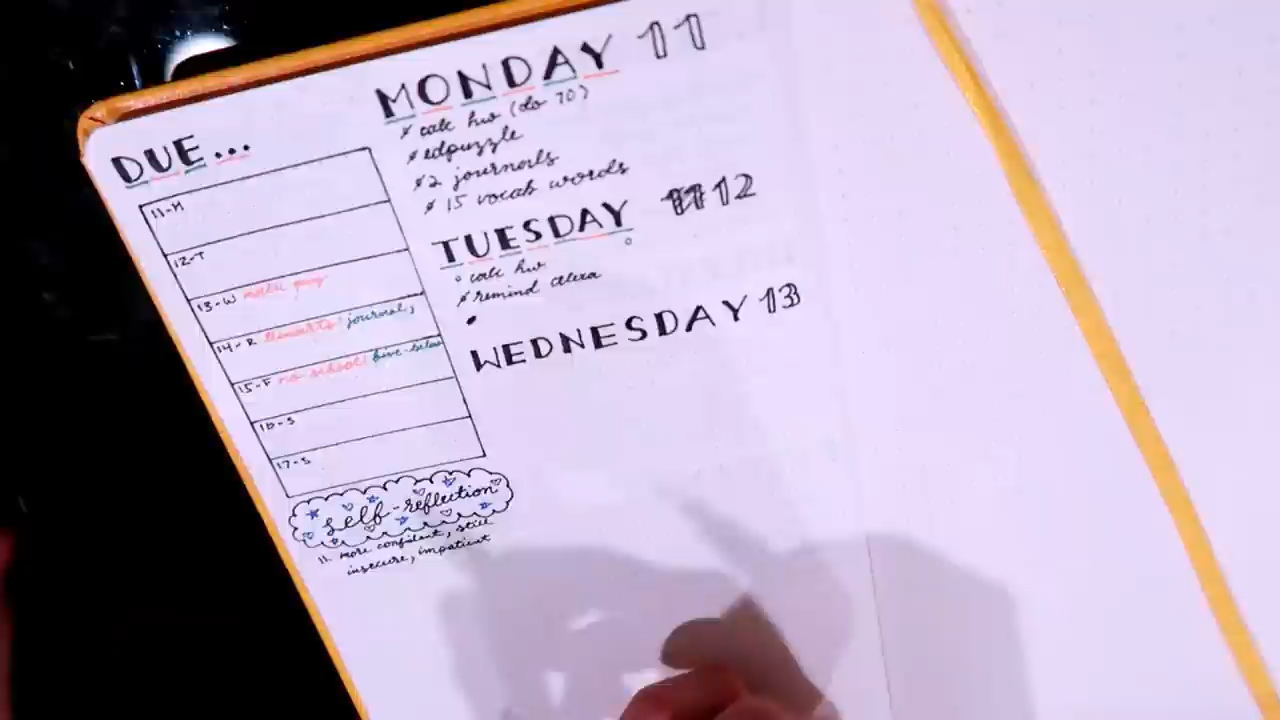 DUE...
11-M
12-T
13-W
14-R journal,
15-F no school! five-below
16-S
17-S
self-reflection
11. more confident, still
insecure, impatient
MONDAY 11
calc hw (do 70)
edpuzzle
2 journals
15 vocab words
TUESDAY 12
calc hw
remind alexa
WEDNESDAY 13